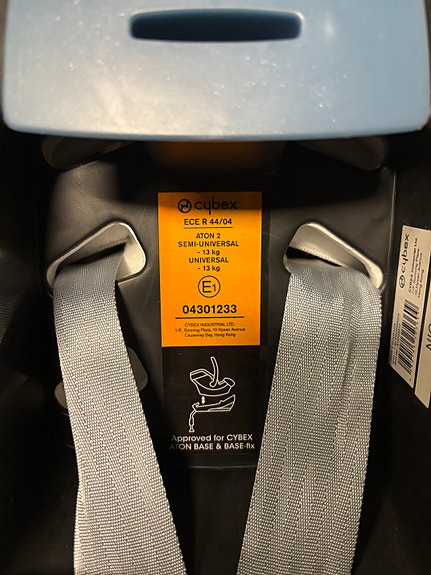 cybex
ECE R 44/04
ATON 2
SEMI-UNIVERSAL
- 13 kg
UNIVERSAL
- 13 kg
E1
04301233
CYBEX INDUSTRIAL LTD.
Causeway Bay, Hong Kong
Approved for CYBEX
ATON BASE & BASE-fix
cybex